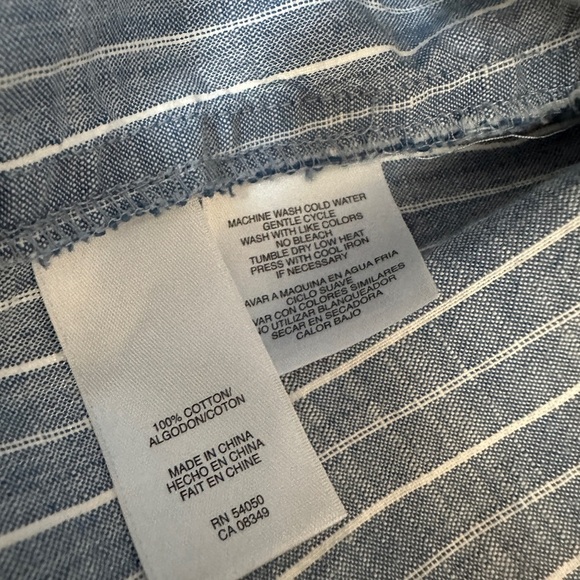 MACHINE WASH COLD WATER
GENTLE CYCLE
WASH WITH LIKE COLORS
NO BLEACH
TUMBLE DRY LOW HEAT
PRESS WITH COOL IRON
IF NECESSARY
AVAR A MAQUINA EN AGUA FRIA
CICLO SUAVE
VAR CON COLORES SIMILARES
NO UTILIZAR BLANQUEADOR
SECAR EN SECADORA
CALOR BAJO
100% COTTON/
ALGODON/COTON
MADE IN CHINA
HECHO EN CHINA
FAIT EN CHINE
RN 54050
CA 08349